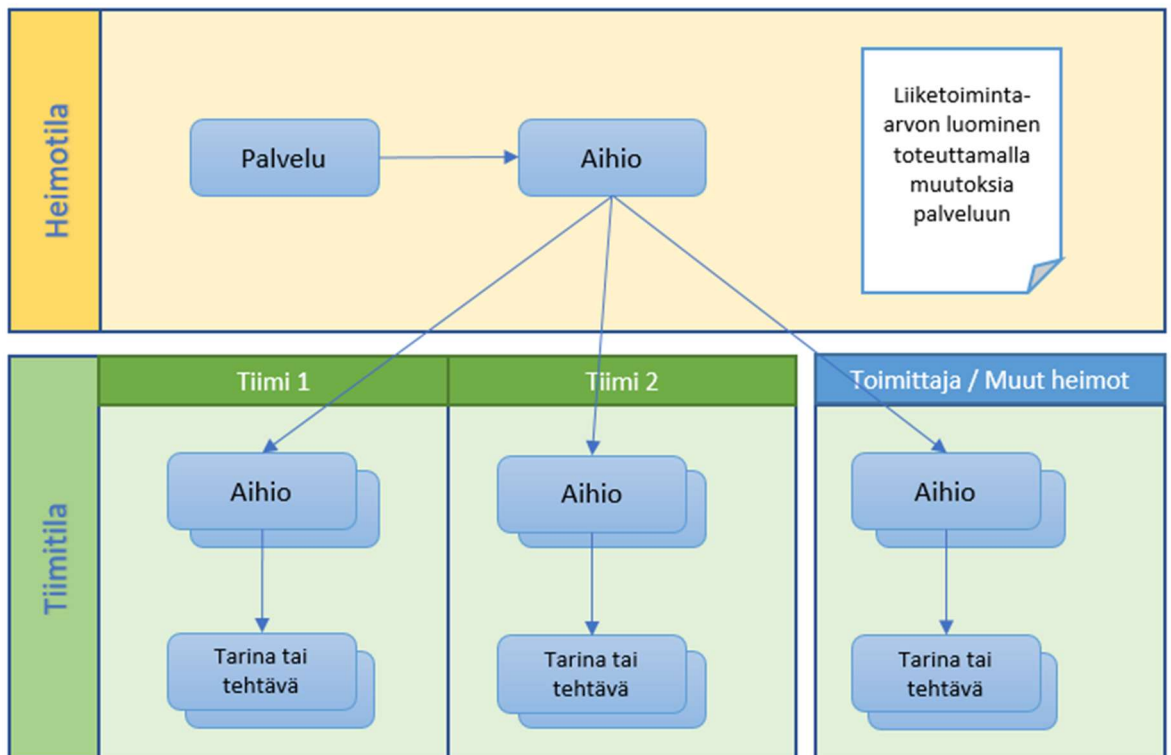 Heimotila
Palvelu
Aihio
Liiketoiminta-
arvon luominen
toteuttamalla
muutoksia
palveluun
Tiimitila
Tiimi 1
Tiimi 2
Toimittaja / Muut heimot
Aihio
Aihio
Aihio
Tarina tai
tehtävä
Tarina tai
tehtävä
Tarina tai
tehtävä